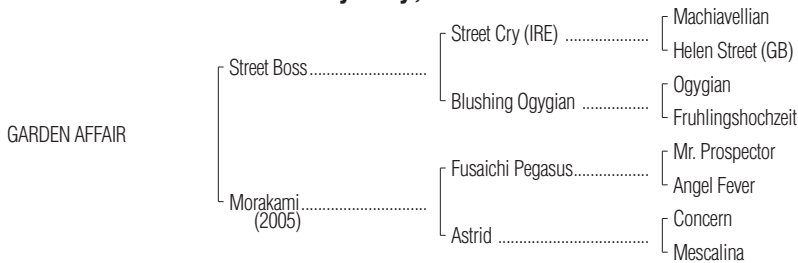 Machiavellian
Street Cry (IRE) ....................
Helen Street (GB)
Street Boss............................
Ogygian
Blushing Ogygian ................
Fruhlingshochzeit
GARDEN AFFAIR
Mr. Prospector
Fusaichi Pegasus..................
Angel Fever
Morakami..............................
(2005)
Concern
Astrid .....................................
Mescalina